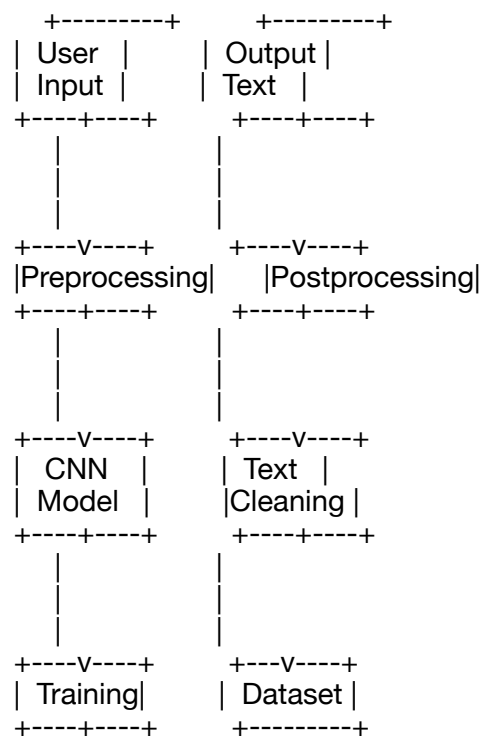 +---------+ +---------+
| User | | Output |
| Input | | Text |
+----+----+ +----+----+
| |
| |
| |
+----v----+ +----v----+
|Preprocessing| |Postprocessing|
+----+----+ +----+----+
| |
| |
| |
+----v----+ +----v----+
| CNN | | Text |
| Model | |Cleaning |
+----+----+ +----+----+
| |
| |
| |
+----v----+ +---v----+
| Training| | Dataset |
+----+----+ +---------+